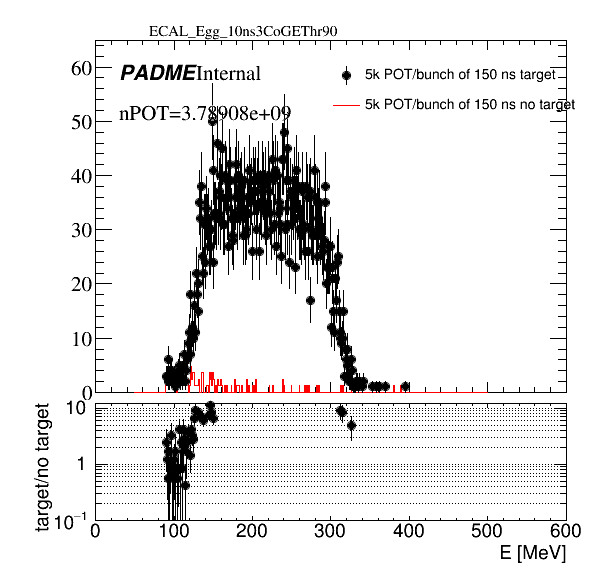 ECAL_Egg_10ns3CoGEThr90
PADME Internal
5k POT/bunch of 150 ns target
5k POT/bunch of 150 ns no target
nPOT=3.78908e+09
60
50
40
30
20
10
0
target/no target
10
1
10⁻¹
0 100 200 300 400 500 600
E [MeV]